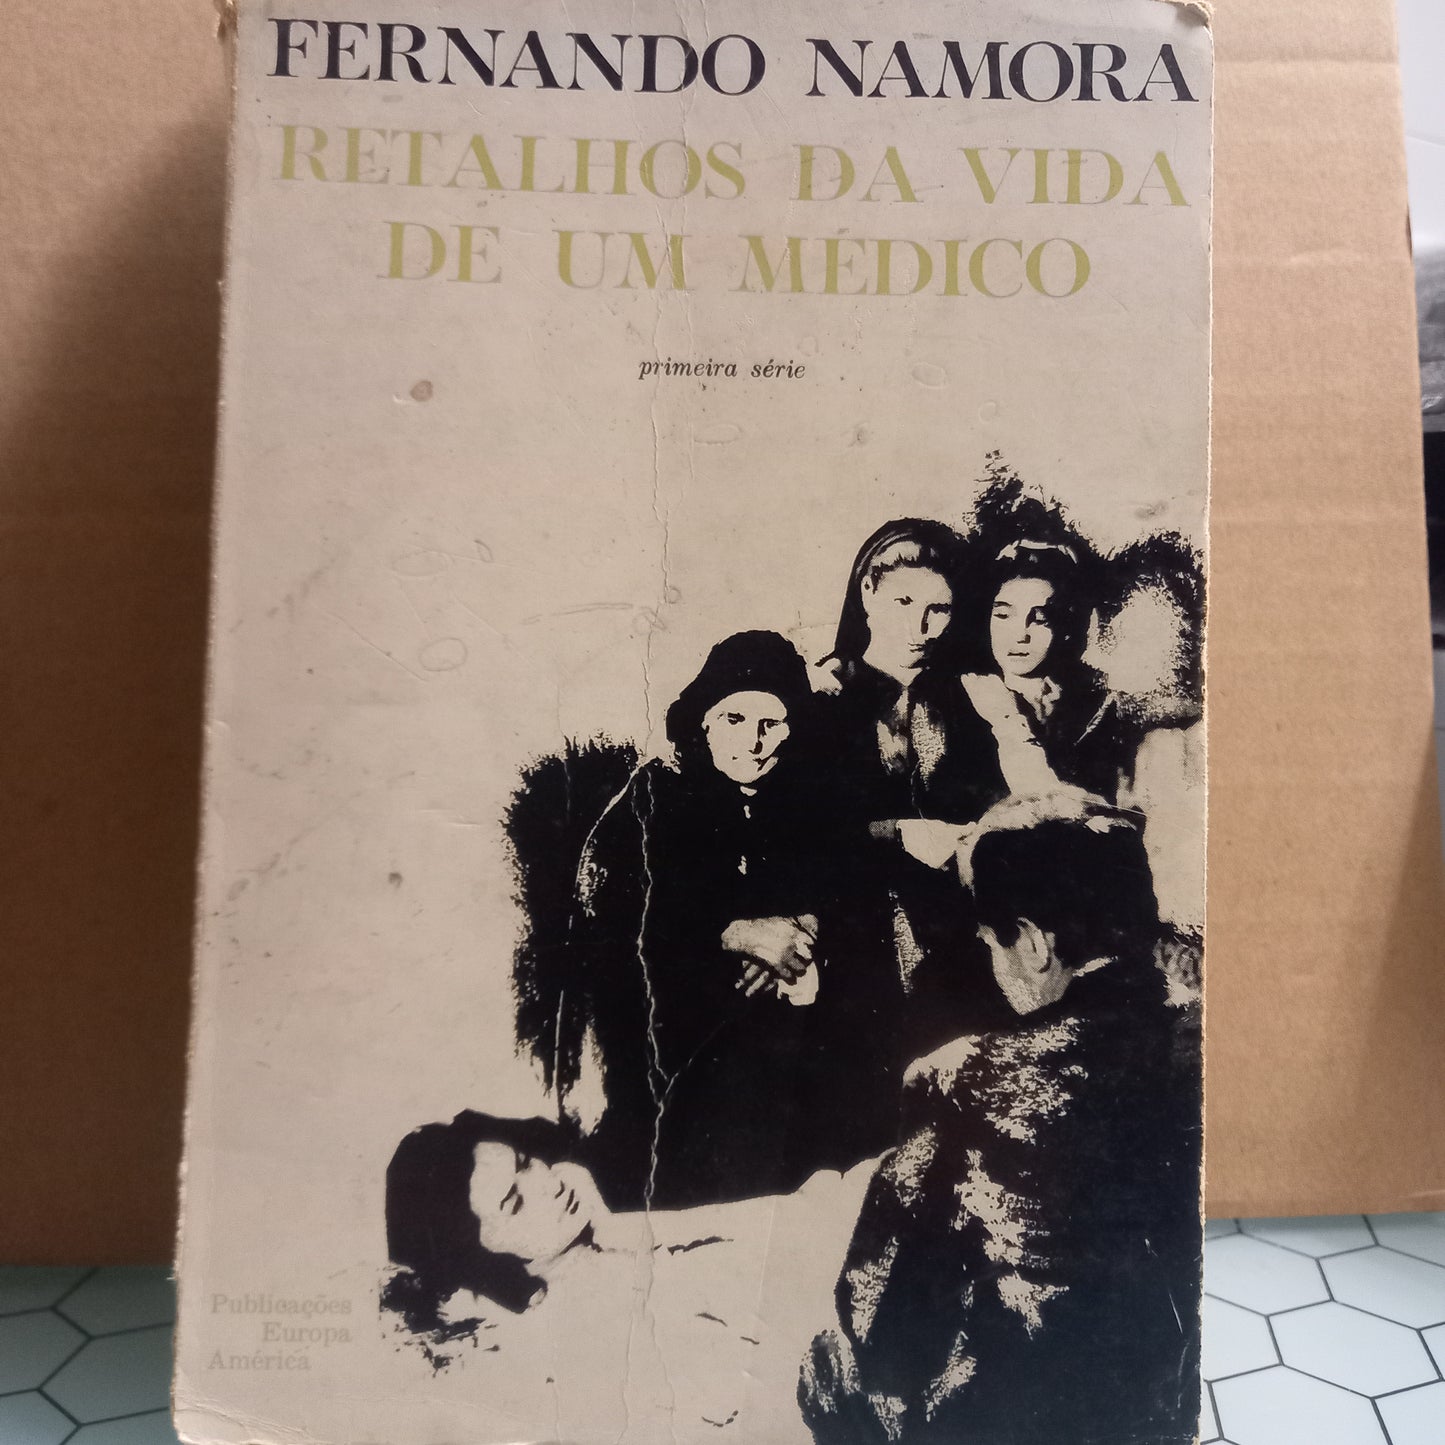 FERNANDO NAMORA
RETALHOS DA VIDA
DE UM MÉDICO
primeira série
Publicações
Europa
América